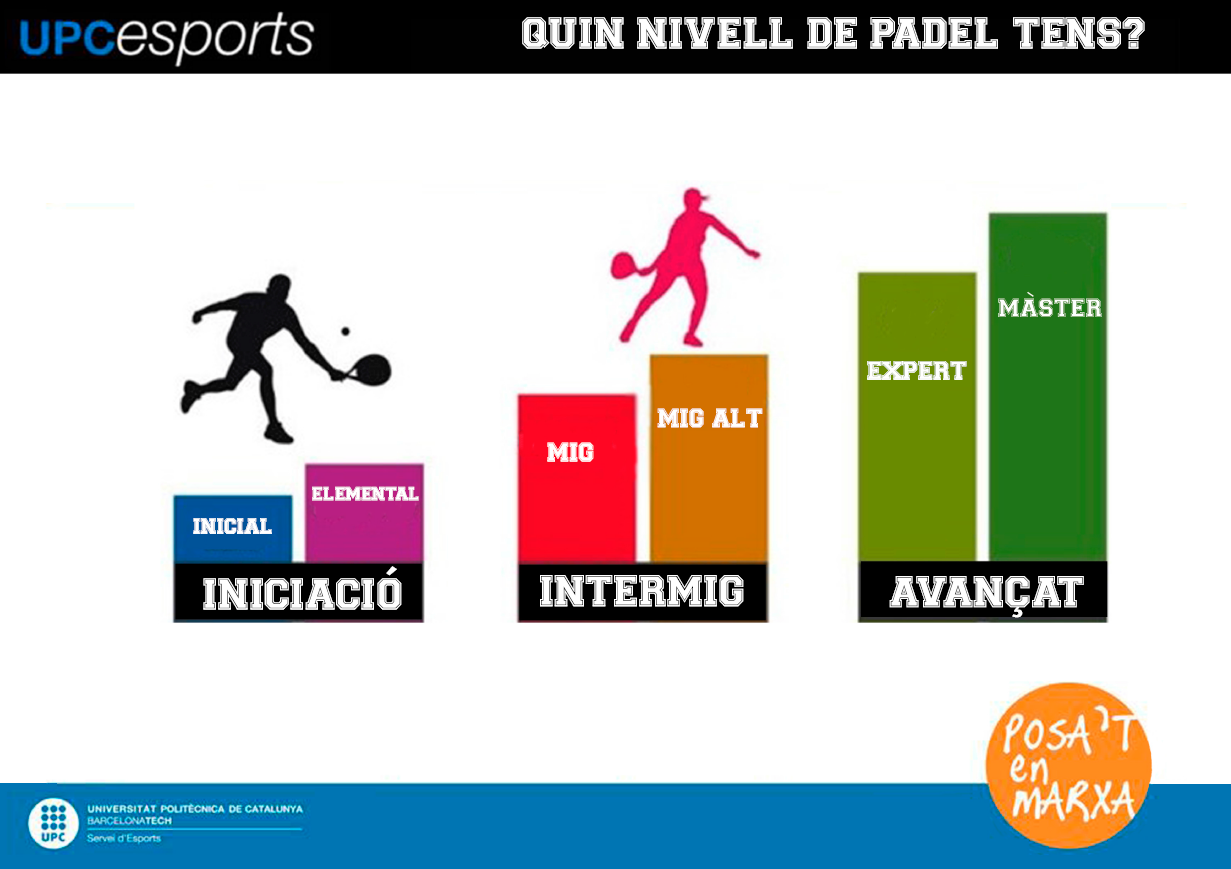 UPCesports
QUIN NIVELL DE PADEL TENS?
INICIAL
ELEMENTAL
INICIACIÓ
MIG
MIG ALT
INTERMIG
EXPERT
MÀSTER
AVANÇAT
POSA'T
en
MARXA
UPC
UNIVERSITAT POLITÈCNICA DE CATALUNYA
BARCELONATECH
Servei d'Esports